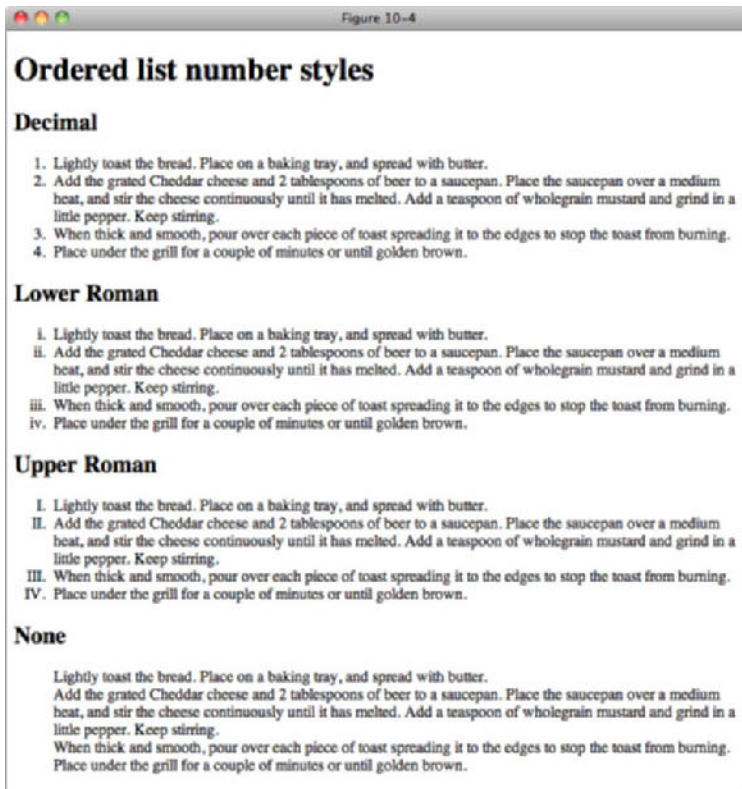 Figure 10-4
Ordered list number styles
Decimal
1. Lightly toast the bread. Place on a baking tray, and spread with butter.
2. Add the grated Cheddar cheese and 2 tablespoons of beer to a saucepan. Place the saucepan over a medium
heat, and stir the cheese continuously until it has melted. Add a teaspoon of wholegrain mustard and grind in a
little pepper. Keep stirring.
3. When thick and smooth, pour over each piece of toast spreading it to the edges to stop the toast from burning.
4. Place under the grill for a couple of minutes or until golden brown.
Lower Roman
i. Lightly toast the bread. Place on a baking tray, and spread with butter.
ii. Add the grated Cheddar cheese and 2 tablespoons of beer to a saucepan. Place the saucepan over a medium
heat, and stir the cheese continuously until it has melted. Add a teaspoon of wholegrain mustard and grind in a
little pepper. Keep stirring.
iii. When thick and smooth, pour over each piece of toast spreading it to the edges to stop the toast from burning.
iv. Place under the grill for a couple of minutes or until golden brown.
Upper Roman
I. Lightly toast the bread. Place on a baking tray, and spread with butter.
II. Add the grated Cheddar cheese and 2 tablespoons of beer to a saucepan. Place the saucepan over a medium
heat, and stir the cheese continuously until it has melted. Add a teaspoon of wholegrain mustard and grind in a
little pepper. Keep stirring.
III. When thick and smooth, pour over each piece of toast spreading it to the edges to stop the toast from burning.
IV. Place under the grill for a couple of minutes or until golden brown.
None
Lightly toast the bread. Place on a baking tray, and spread with butter.
Add the grated Cheddar cheese and 2 tablespoons of beer to a saucepan. Place the saucepan over a medium
heat, and stir the cheese continuously until it has melted. Add a teaspoon of wholegrain mustard and grind in a
little pepper. Keep stirring.
When thick and smooth, pour over each piece of toast spreading it to the edges to stop the toast from burning.
Place under the grill for a couple of minutes or until golden brown.